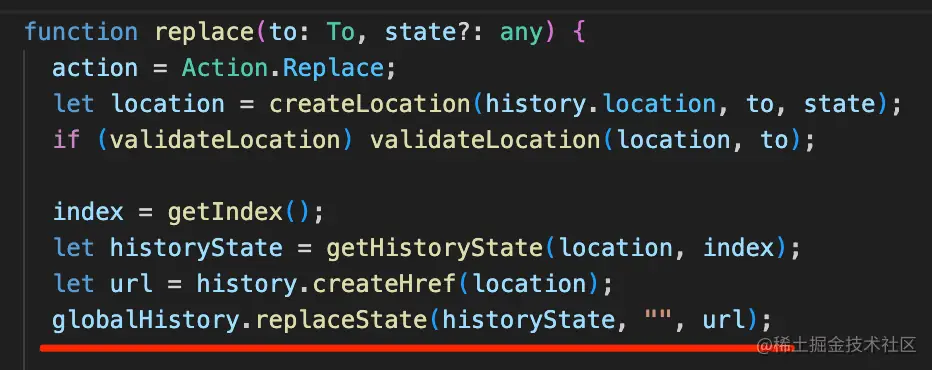 function replace(to: To, state?: any) {
  action = Action.Replace;
  let location = createLocation(history.location, to, state);
  if (validateLocation) validateLocation(location, to);

  index = getIndex();
  let historyState = getHistoryState(location, index);
  let url = history.createHref(location);
  globalHistory.replaceState(historyState, "", url);
@稀土掘金技术社区